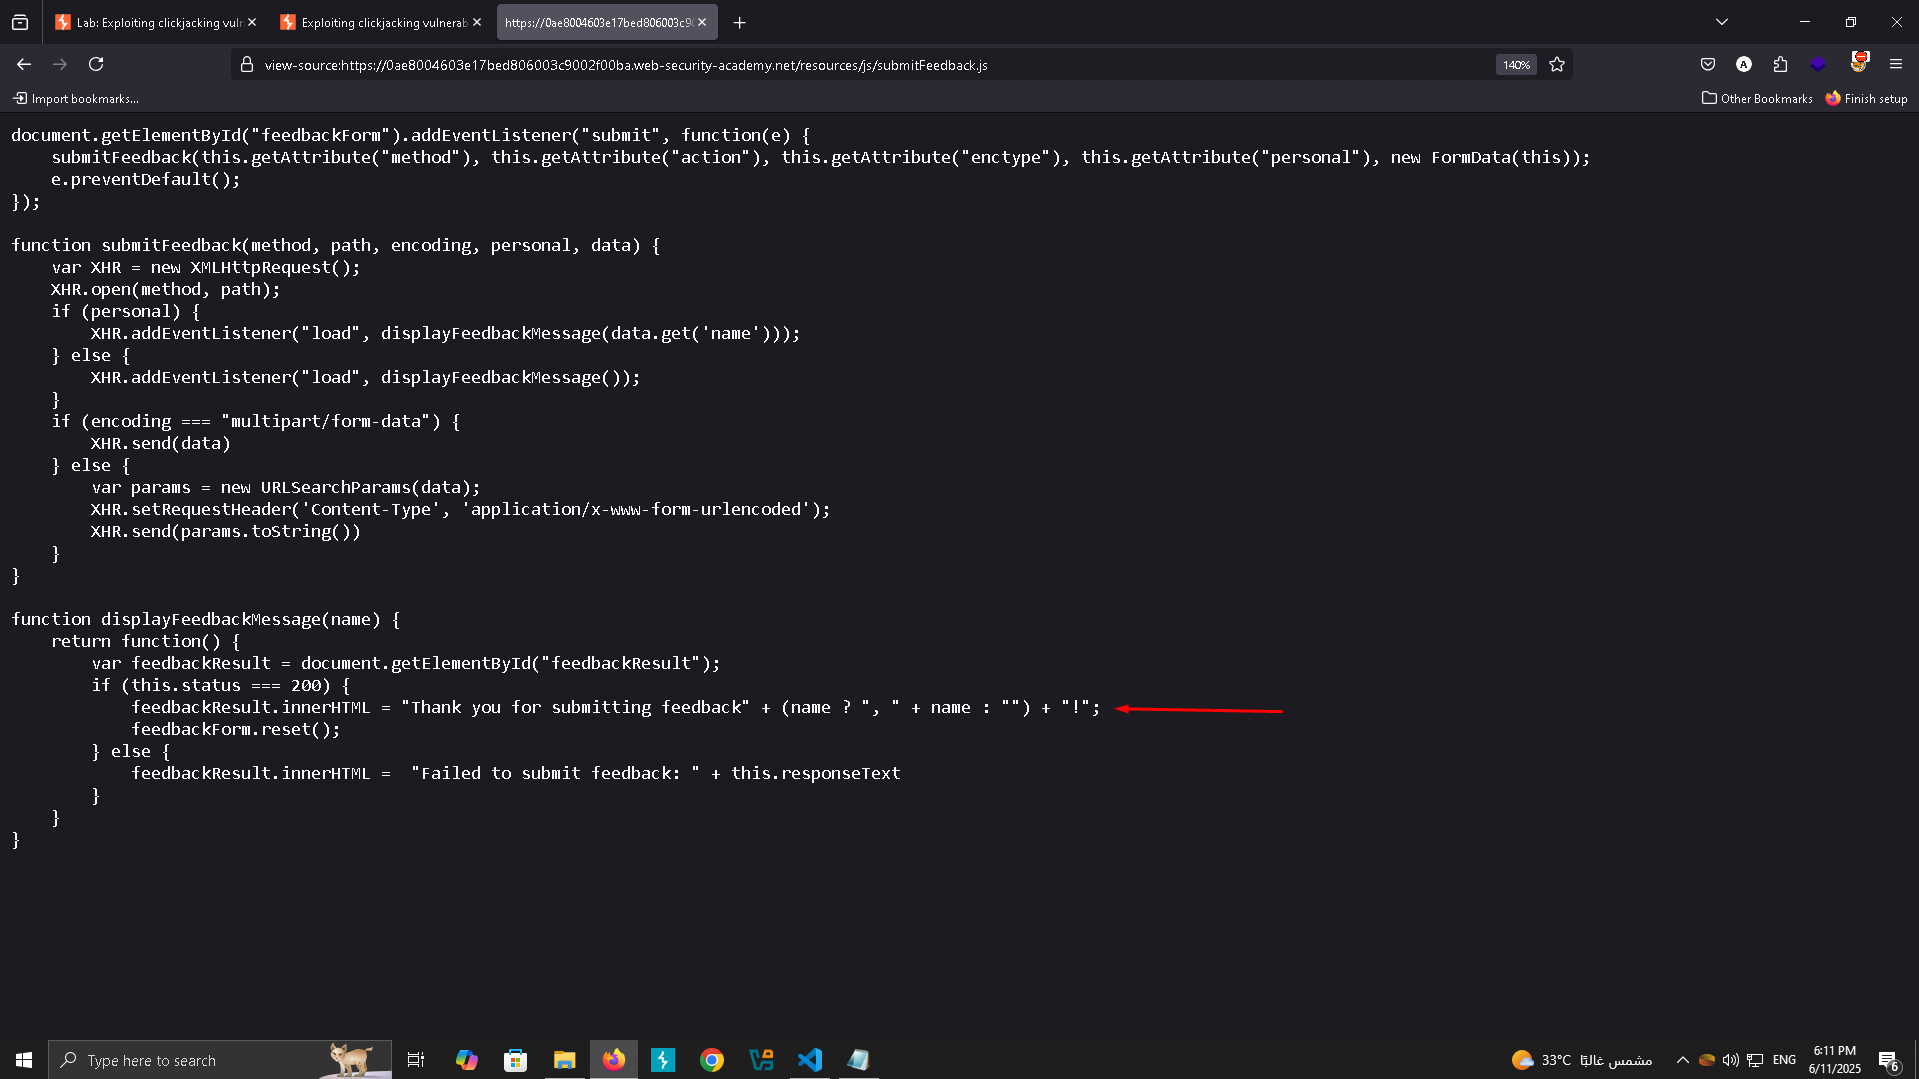 Lab: Exploiting clickjacking vuln
Exploiting clickjacking vulnerab
https://0ae8004603e17bed806003c90
view-source:https://0ae8004603e17bed806003c9002f00ba.web-security-academy.net/resources/js/submitFeedback.js
140%
A
Import bookmarks...
Other Bookmarks
Finish setup
document.getElementById("feedbackForm").addEventListener("submit", function(e) {
    submitFeedback(this.getAttribute("method"), this.getAttribute("action"), this.getAttribute("enctype"), this.getAttribute("personal"), new FormData(this));
    e.preventDefault();
});

function submitFeedback(method, path, encoding, personal, data) {
    var XHR = new XMLHttpRequest();
    XHR.open(method, path);
    if (personal) {
        XHR.addEventListener("load", displayFeedbackMessage(data.get('name')));
    } else {
        XHR.addEventListener("load", displayFeedbackMessage());
    }
    if (encoding === "multipart/form-data") {
        XHR.send(data)
    } else {
        var params = new URLSearchParams(data);
        XHR.setRequestHeader('Content-Type', 'application/x-www-form-urlencoded');
        XHR.send(params.toString())
    }
}

function displayFeedbackMessage(name) {
    return function() {
        var feedbackResult = document.getElementById("feedbackResult");
        if (this.status === 200) {
            feedbackResult.innerHTML = "Thank you for submitting feedback" + (name ? ", " + name : "") + "!";
            feedbackForm.reset();
        } else {
            feedbackResult.innerHTML =  "Failed to submit feedback: " + this.responseText
        }
    }
}
Type here to search
33°C مشمس غالبًا
ENG
6:11 PM
6/11/2025
6